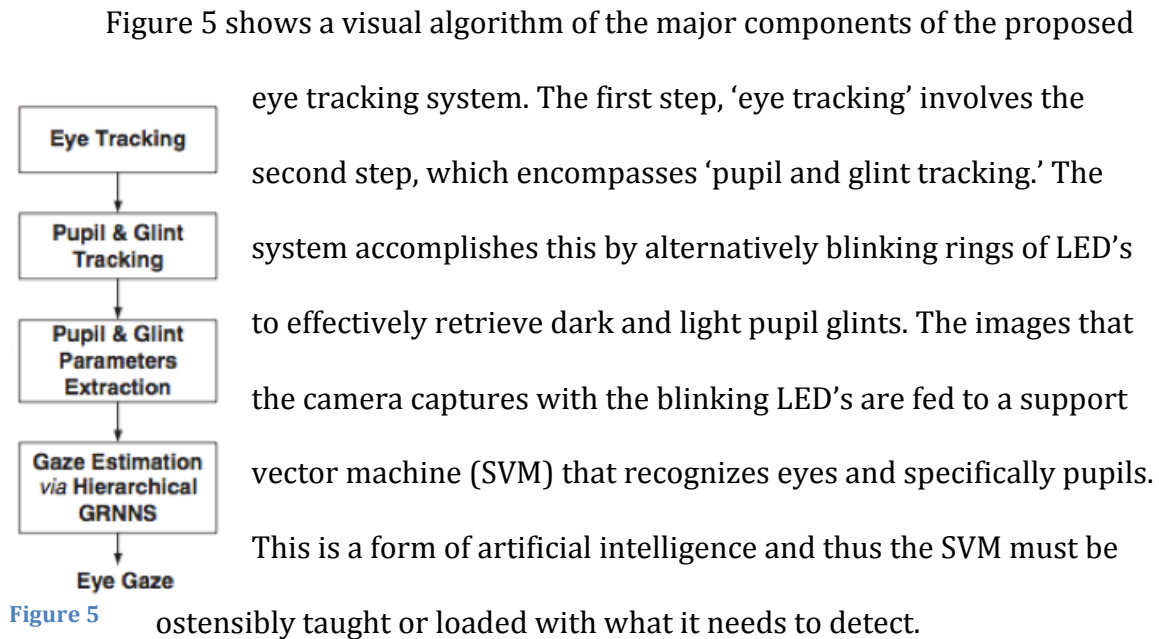 Figure 5 shows a visual algorithm of the major components of the proposed
eye tracking system. The first step, ‘eye tracking’ involves the
second step, which encompasses ‘pupil and glint tracking.’ The
system accomplishes this by alternatively blinking rings of LED’s
to effectively retrieve dark and light pupil glints. The images that
the camera captures with the blinking LED’s are fed to a support
vector machine (SVM) that recognizes eyes and specifically pupils.
This is a form of artificial intelligence and thus the SVM must be
ostensibly taught or loaded with what it needs to detect.
Eye Tracking
Pupil & Glint
Tracking
Pupil & Glint
Parameters
Extraction
Gaze Estimation
via Hierarchical
GRNNS
Eye Gaze
Figure 5